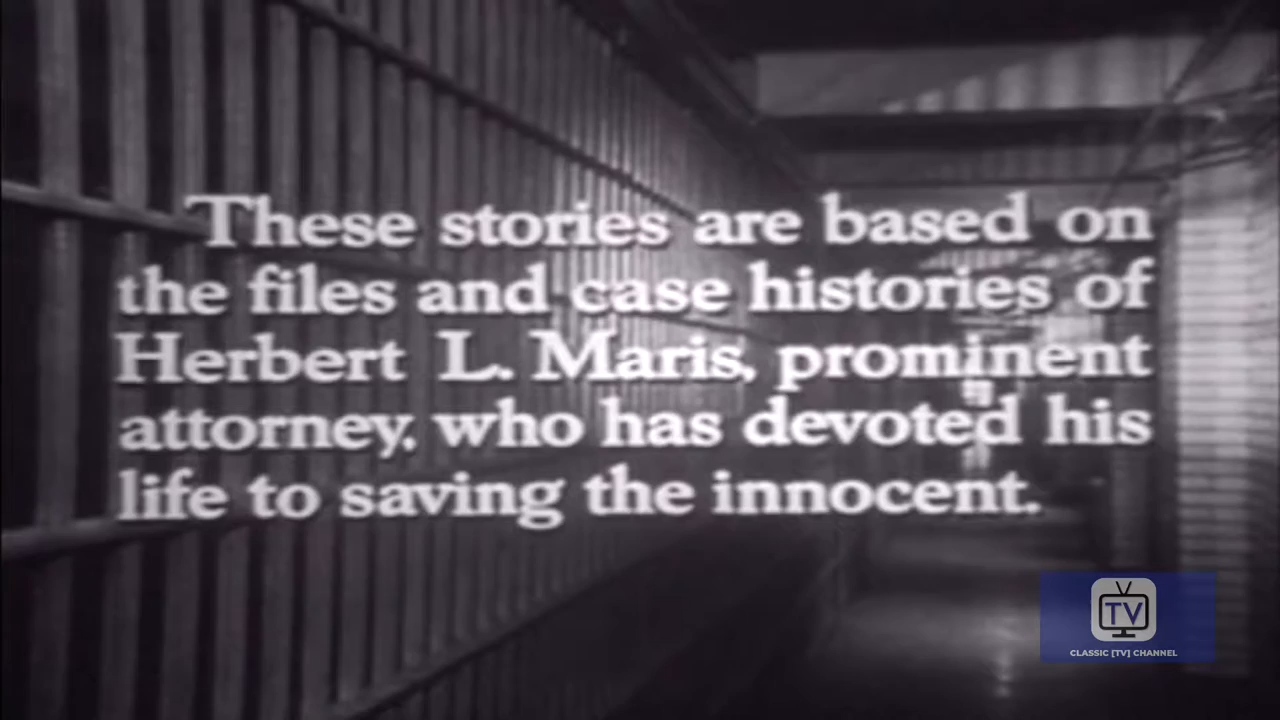 These stories are based on
the files and case histories of
Herbert L. Maris, prominent
attorney, who has devoted his
life to saving the innocent.
TV
CLASSIC [TV] CHANNEL